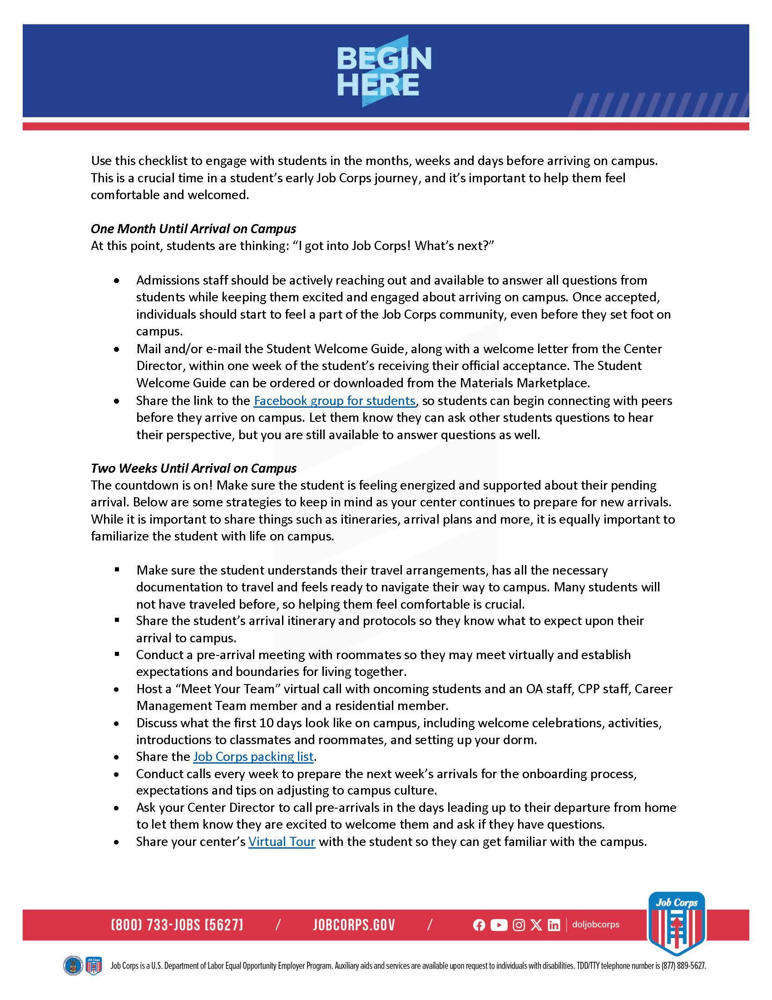 BEGIN
HERE
Use this checklist to engage with students in the months, weeks and days before arriving on campus.
This is a crucial time in a student’s early Job Corps journey, and it’s important to help them feel
comfortable and welcomed.
One Month Until Arrival on Campus
At this point, students are thinking: “I got into Job Corps! What’s next?”
• Admissions staff should be actively reaching out and available to answer all questions from
students while keeping them excited and engaged about arriving on campus. Once accepted,
individuals should start to feel a part of the Job Corps community, even before they set foot on
campus.
• Mail and/or e-mail the Student Welcome Guide, along with a welcome letter from the Center
Director, within one week of the student’s receiving their official acceptance. The Student
Welcome Guide can be ordered or downloaded from the Materials Marketplace.
• Share the link to the Facebook group for students, so students can begin connecting with peers
before they arrive on campus. Let them know they can ask other students questions to hear
their perspective, but you are still available to answer questions as well.
Two Weeks Until Arrival on Campus
The countdown is on! Make sure the student is feeling energized and supported about their pending
arrival. Below are some strategies to keep in mind as your center continues to prepare for new arrivals.
While it is important to share things such as itineraries, arrival plans and more, it is equally important to
familiarize the student with life on campus.
▪ Make sure the student understands their travel arrangements, has all the necessary
documentation to travel and feels ready to navigate their way to campus. Many students will
not have traveled before, so helping them feel comfortable is crucial.
▪ Share the student’s arrival itinerary and protocols so they know what to expect upon their
arrival to campus.
▪ Conduct a pre-arrival meeting with roommates so they may meet virtually and establish
expectations and boundaries for living together.
• Host a “Meet Your Team” virtual call with oncoming students and an OA staff, CPP staff, Career
Management Team member and a residential member.
• Discuss what the first 10 days look like on campus, including welcome celebrations, activities,
introductions to classmates and roommates, and setting up your dorm.
• Share the Job Corps packing list.
• Conduct calls every week to prepare the next week’s arrivals for the onboarding process,
expectations and tips on adjusting to campus culture.
• Ask your Center Director to call pre-arrivals in the days leading up to their departure from home
to let them know they are excited to welcome them and ask if they have questions.
• Share your center’s Virtual Tour with the student so they can get familiar with the campus.
(800) 733-JOBS [5627] / JOBCORPS.GOV / doljobcorps
Job Corps
Job Corps
Job Corps is a U.S. Department of Labor Equal Opportunity Employer Program. Auxiliary aids and services are available upon request to individuals with disabilities. TDD/TTY telephone number is (877) 889-5627.